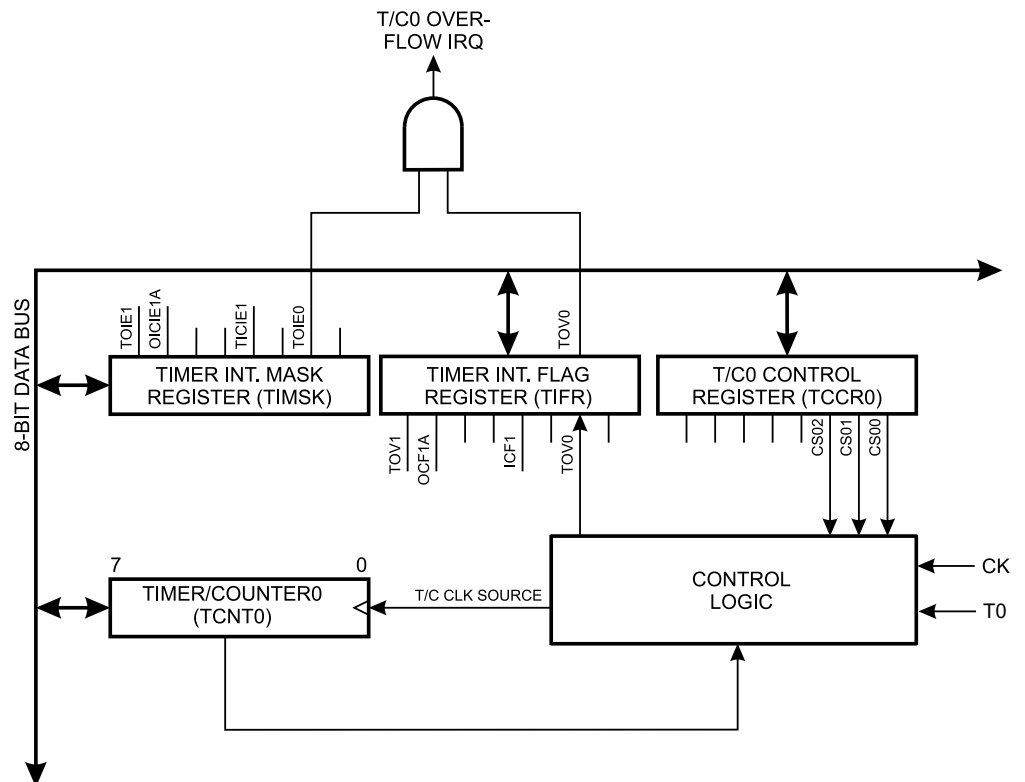 T/C0 OVER-
FLOW IRQ
8-BIT DATA BUS
TOIE1
OICIE1A
TICIE1
TOIE0
TOV0
TIMER INT. MASK
REGISTER (TIMSK)
TIMER INT. FLAG
REGISTER (TIFR)
T/C0 CONTROL
REGISTER (TCCR0)
TOV1
OCF1A
ICF1
TOV0
CS02
CS01
CS00
7
0
TIMER/COUNTER0
(TCNT0)
T/C CLK SOURCE
CONTROL
LOGIC
CK
T0